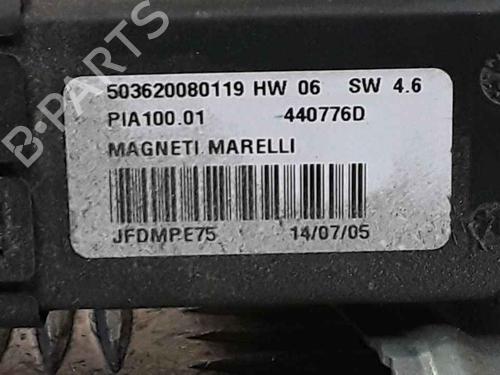 503620080119 HW 06 SW 4.6
PIA100.01 440776D
MAGNETI MARELLI
JFDMPE75 14/07/05
B-PARTS